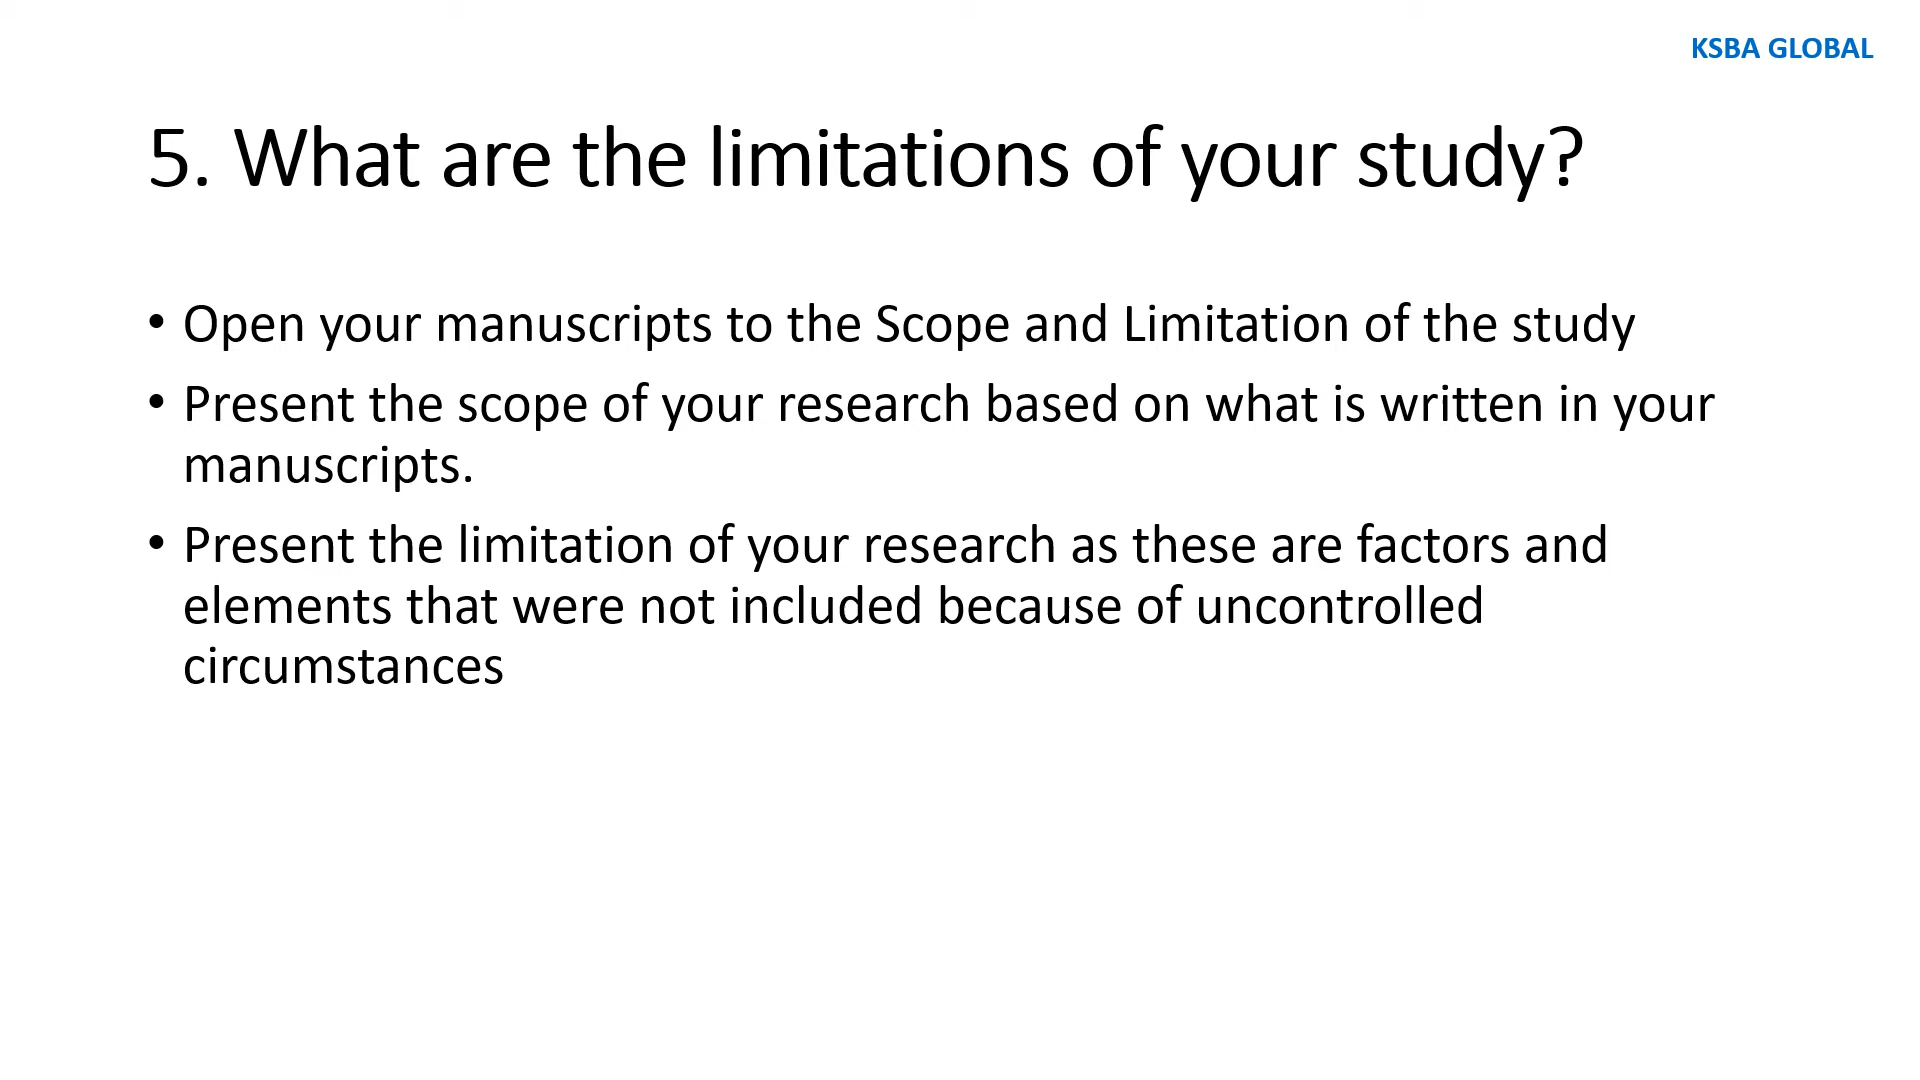 KSBA GLOBAL
5. What are the limitations of your study?
• Open your manuscripts to the Scope and Limitation of the study
• Present the scope of your research based on what is written in your
manuscripts.
• Present the limitation of your research as these are factors and
elements that were not included because of uncontrolled
circumstances